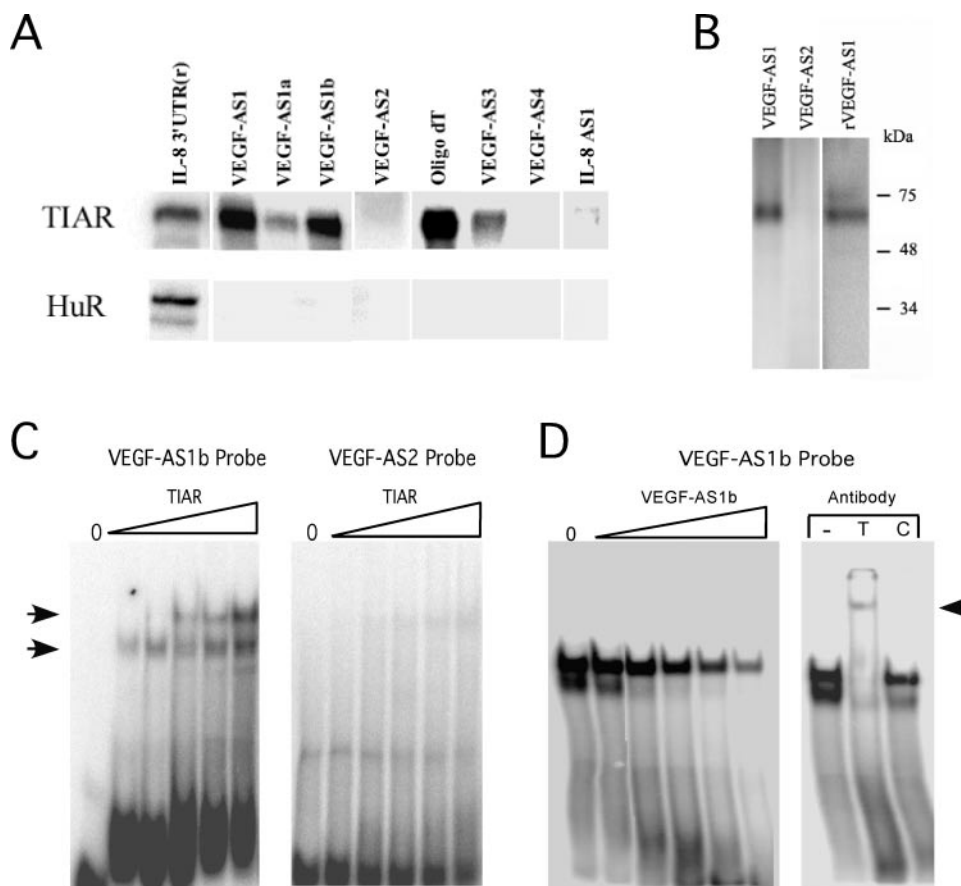 A
IL-8 3'UTR(r)
VEGF-AS1
VEGF-AS1a
VEGF-AS1b
VEGF-AS2
Oligo dT
VEGF-AS3
VEGF-AS4
IL-8 AS1
TIAR
HuR
B
VEGF-AS1
VEGF-AS2
rVEGF-AS1
kDa
75
48
34
C
VEGF-AS1b Probe
TIAR
0
VEGF-AS2 Probe
TIAR
0
D
VEGF-AS1b Probe
VEGF-AS1b
0
Antibody
- T C